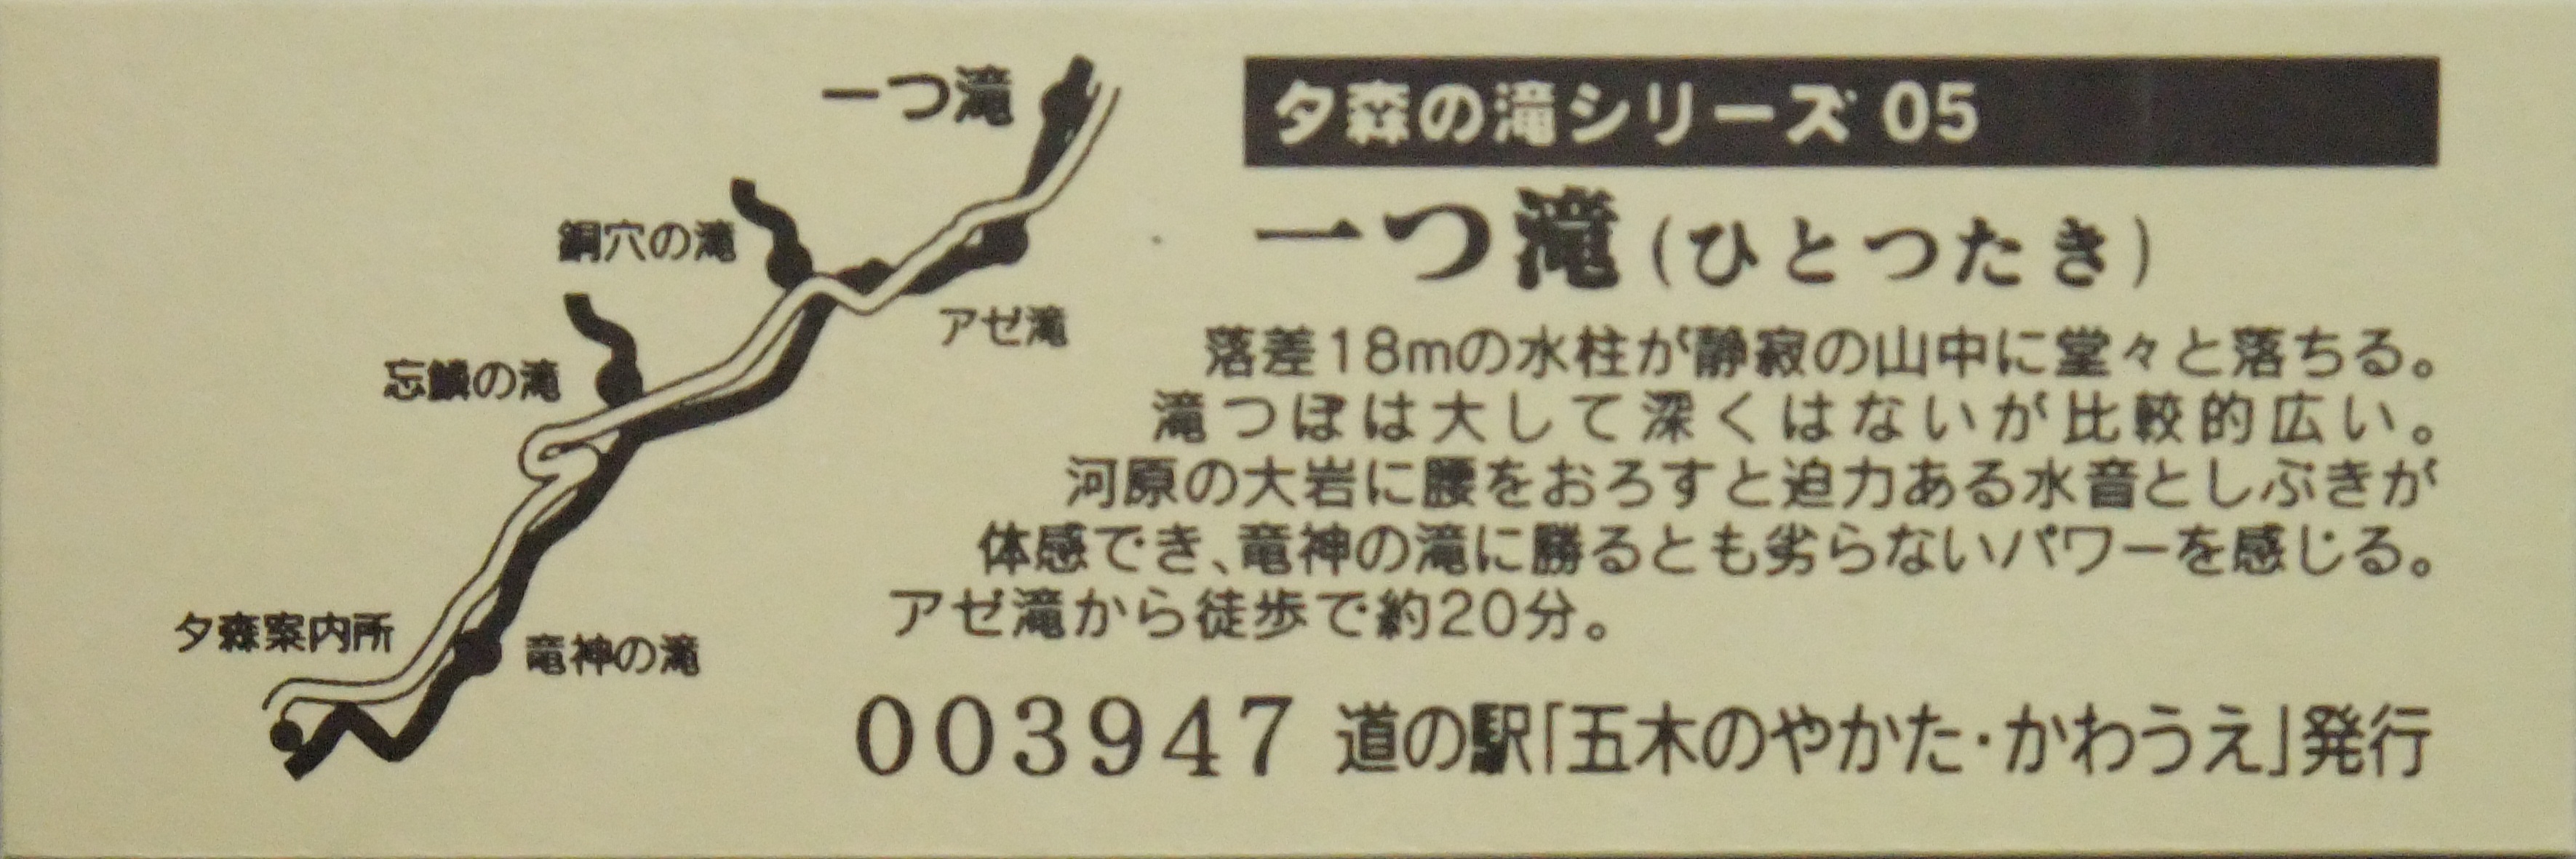 一つ滝
銅穴の滝
アゼ滝
忘鱗の滝
夕森案内所
竜神の滝
夕森の滝シリーズ 05
一つ滝(ひとつたき)
落差18mの水柱が静寂の山中に堂々と落ちる。
滝つぼは大して深くはないが比較的広い。
河原の大岩に腰をおろすと迫力ある水音としぶきが
体感でき、竜神の滝に勝るとも劣らないパワーを感じる。
アゼ滝から徒歩で約20分。
003947 道の駅「五木のやかた・かわうえ」発行